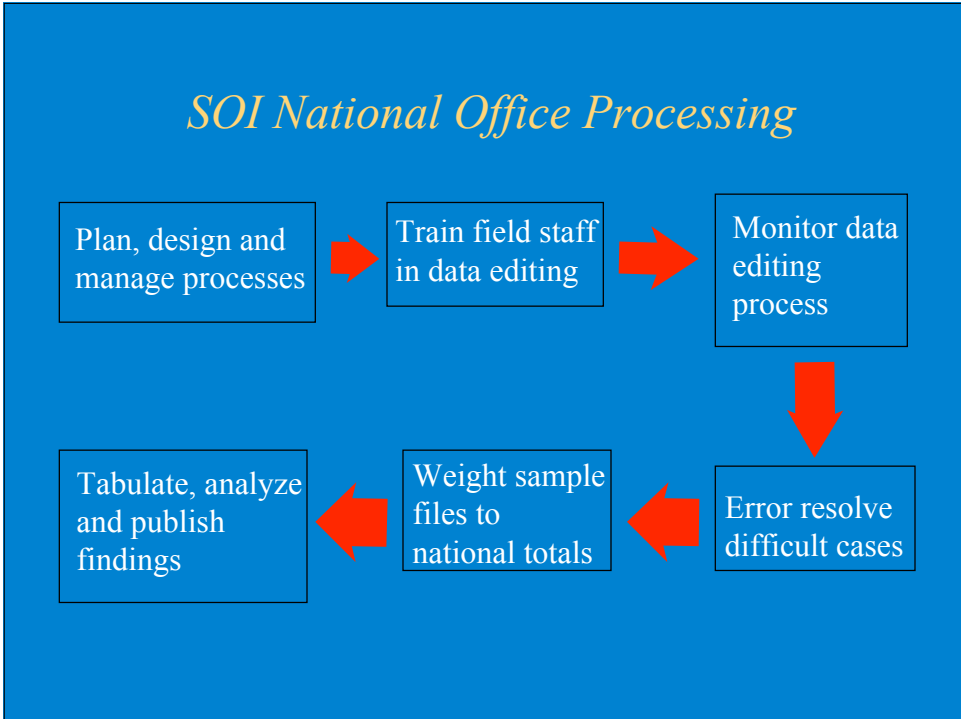 SOI National Office Processing
Plan, design and
manage processes
Train field staff
in data editing
Monitor data
editing
process
Error resolve
difficult cases
Weight sample
files to
national totals
Tabulate, analyze
and publish
findings